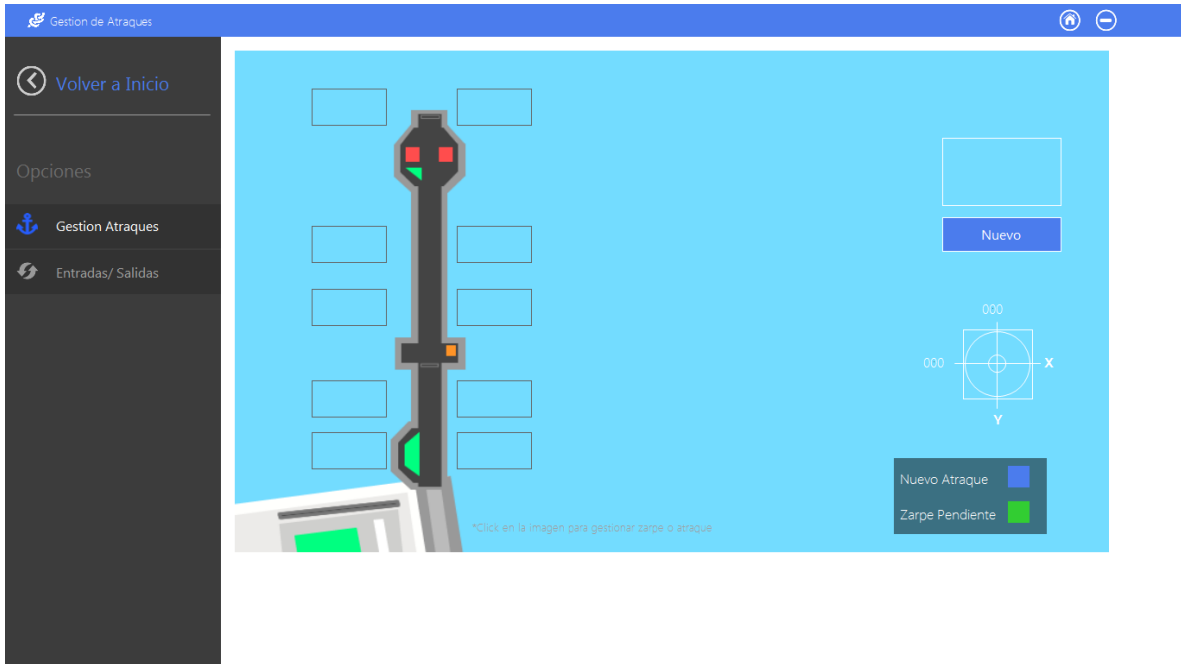 Gestion de Atraques
Volver a Inicio
Opciones
Gestion Atraques
Entradas/ Salidas
Nuevo
000
000
X
Y
Nuevo Atraque
Zarpe Pendiente
*Click en la imagen para gestionar zarpe o atraque